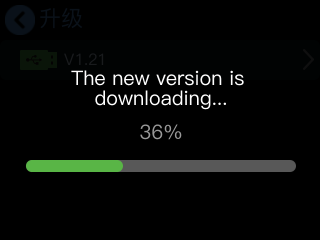 升级
V1.21
The new version is
downloading...
36%